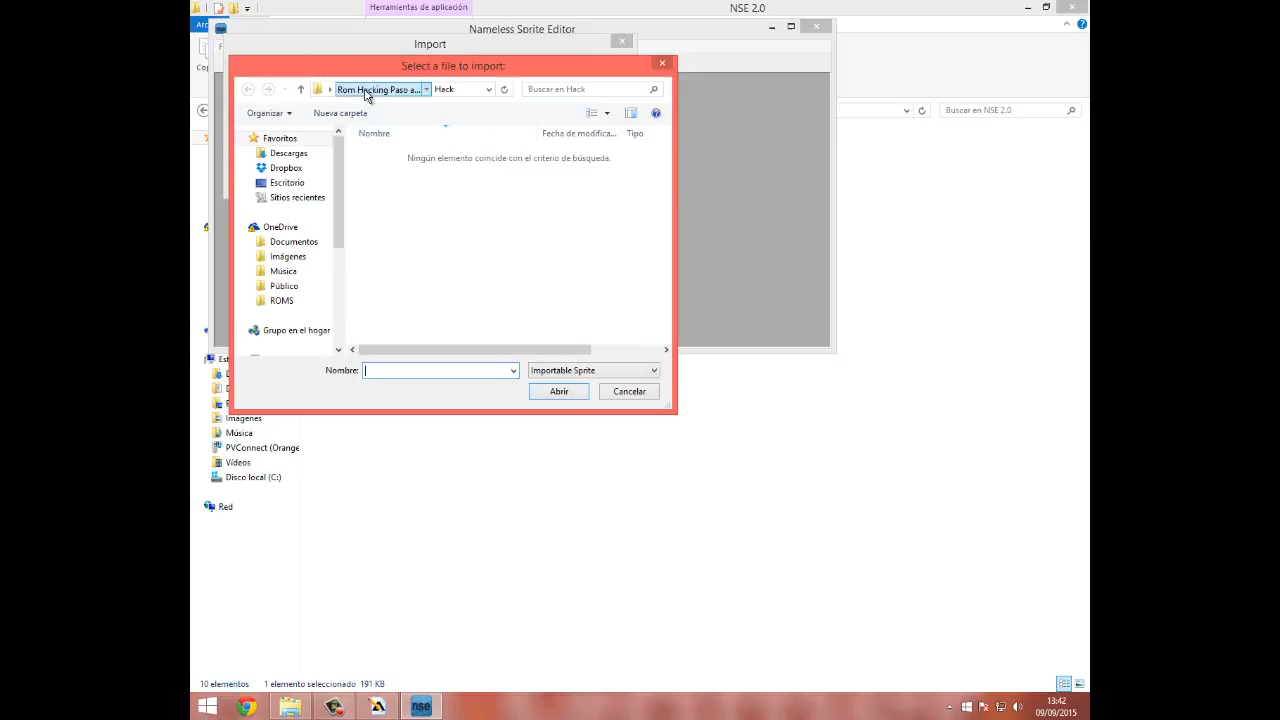 Herramientas de aplicación
NSE 2.0
Nameless Sprite Editor
Import
Select a file to import:
Rom Hacking Paso a... Hack
Buscar en Hack
Organizar
Nueva carpeta
Buscar en NSE 2.0
Favoritos
Descargas
Dropbox
Escritorio
Sitios recientes
OneDrive
Documentos
Imágenes
Música
Público
ROMS
Grupo en el hogar
Nombre
Fecha de modifica...
Tipo
Ningún elemento coincide con el criterio de búsqueda.
Nombre:
Importable Sprite
Abrir
Cancelar
Imágenes
Música
PVConnect (Orange
Vídeos
Disco local (C:)
Red
10 elementos 1 elemento seleccionado 191 KB
nse
13:42
09/09/2015